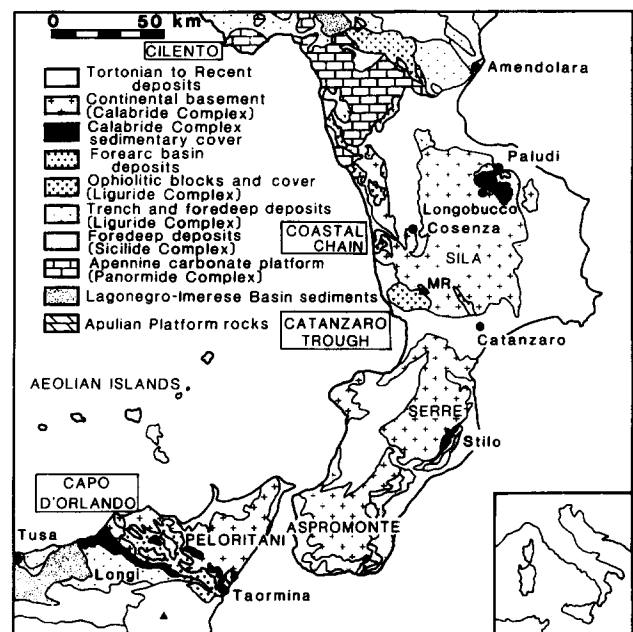 0 50 km
CILENTO
Tortonian to Recent
deposits
Continental basement
(Calabride Complex)
Calabride Complex
sedimentary cover
Forearc basin
deposits
Ophiolitic blocks and cover
(Liguride Complex)
Trench and foredeep deposits
(Liguride Complex)
Foredeep deposits
(Sicilide Complex)
Apennine carbonate platform
(Panormide Complex)
Lagonegro-Imerese Basin sediments
Apulian Platform rocks
Amendolara
Paludi
Longobucco
Cosenza
COASTAL
CHAIN
SILA
MR
CATANZARO
TROUGH
Catanzaro
AEOLIAN ISLANDS
SERRE
Stilo
CAPO
D'ORLANDO
PELORITANI
ASPROMONTE
Tusa
Longi
Taormina